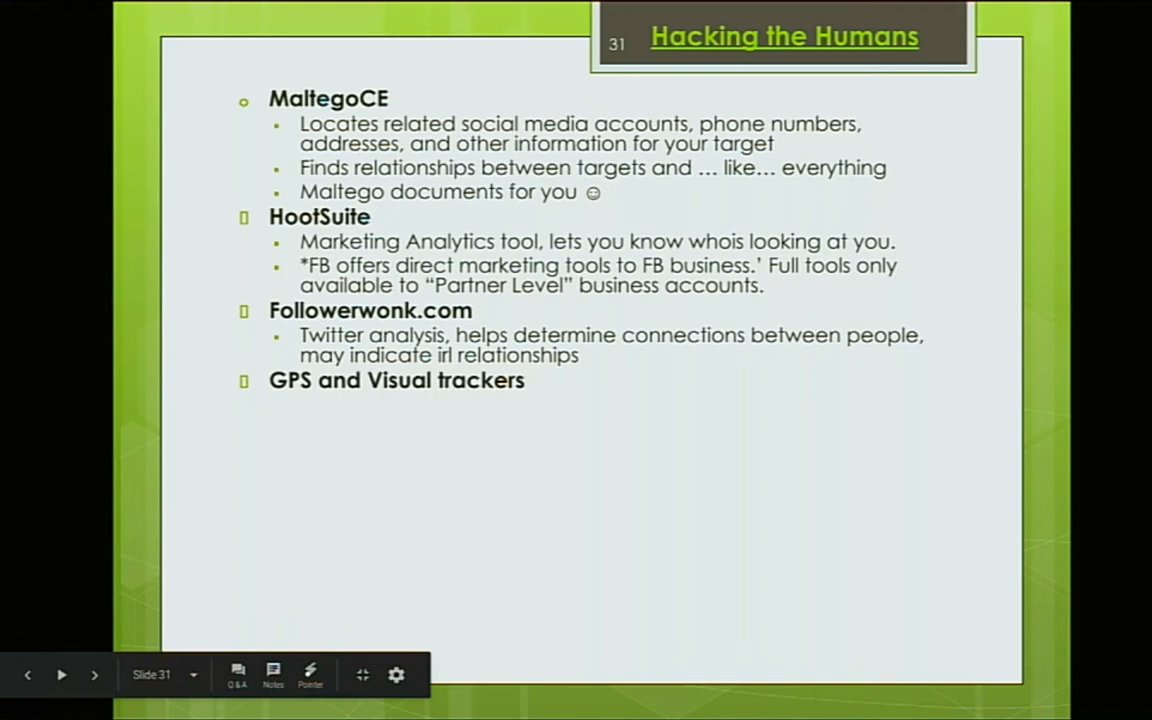 31
Hacking the Humans
MaltegoCE
Locates related social media accounts, phone numbers,
addresses, and other information for your target
Finds relationships between targets and ... like... everything
Maltego documents for you ☺
HootSuite
Marketing Analytics tool, lets you know whois looking at you.
*FB offers direct marketing tools to FB business.' Full tools only
available to “Partner Level” business accounts.
Followerwonk.com
Twitter analysis, helps determine connections between people,
may indicate irl relationships
GPS and Visual trackers
Slide 31
Q & A
Notes
Pointer